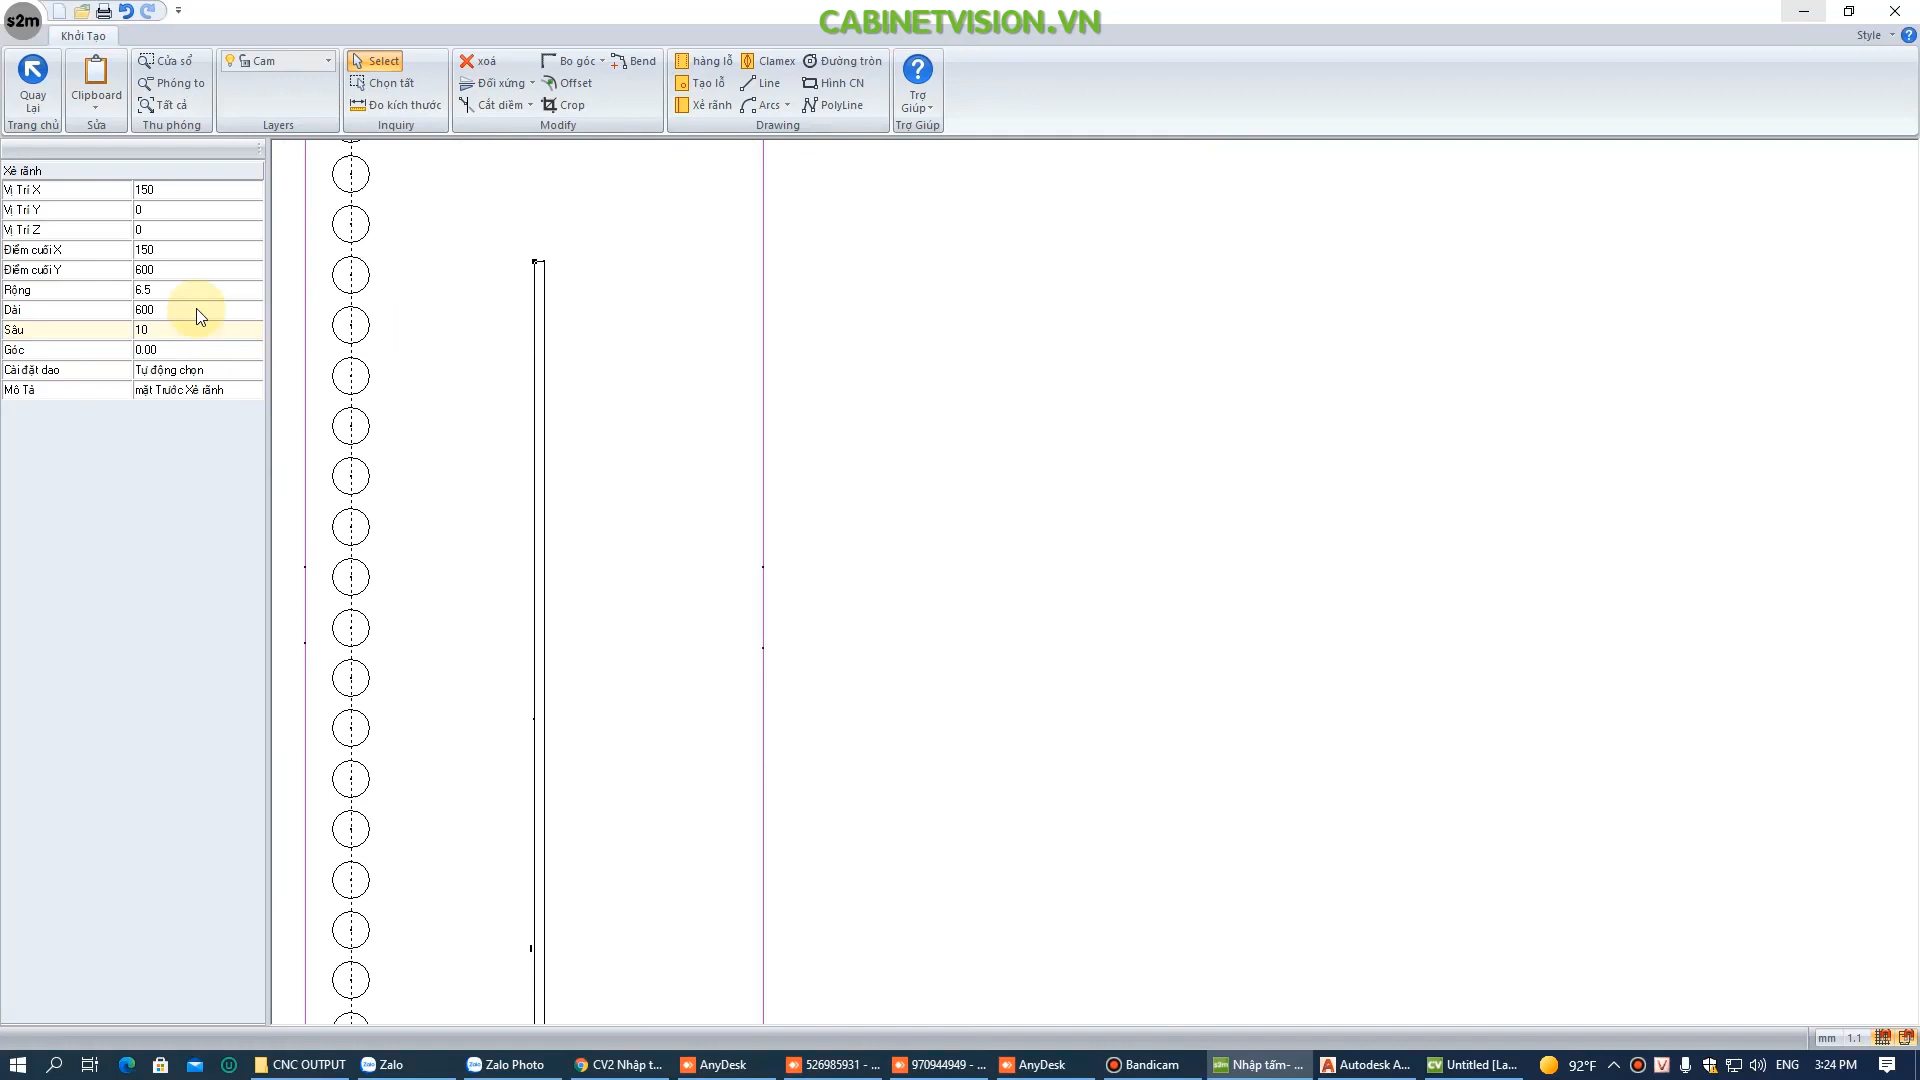 s2m
CABINETVISION.VN
Khởi Tạo
Style
Quay Lại
Trang chủ
Clipboard
Sửa
Cửa sổ
Phóng to
Tất cả
Thu phóng
Cam
Layers
Select
Chọn tất
Đo kích thước
Inquiry
xoá
Đối xứng
Cắt diềm
Bo góc
Offset
Crop
Bend
Modify
hàng lỗ
Tạo lỗ
Xẻ rãnh
Clamex
Line
Arcs
Đường tròn
Hình CN
PolyLine
Drawing
Trợ Giúp
Trợ Giúp
Xẻ rãnh
Vị Trí X 150
Vị Trí Y 0
Vị Trí Z 0
Điểm cuối X 150
Điểm cuối Y 600
Rộng 6.5
Dài 600
Sâu 10
Góc 0.00
Cài đặt dao Tự động chọn
Mô Tả mặt Trước Xẻ rãnh
mm 1.1
CNC OUTPUT
Zalo
Zalo Photo
CV2 Nhập t...
AnyDesk
526985931 - ...
970944949 - ...
AnyDesk
Bandicam
Nhập tấm- ...
Autodesk A...
Untitled [La...
92°F
ENG
3:24 PM